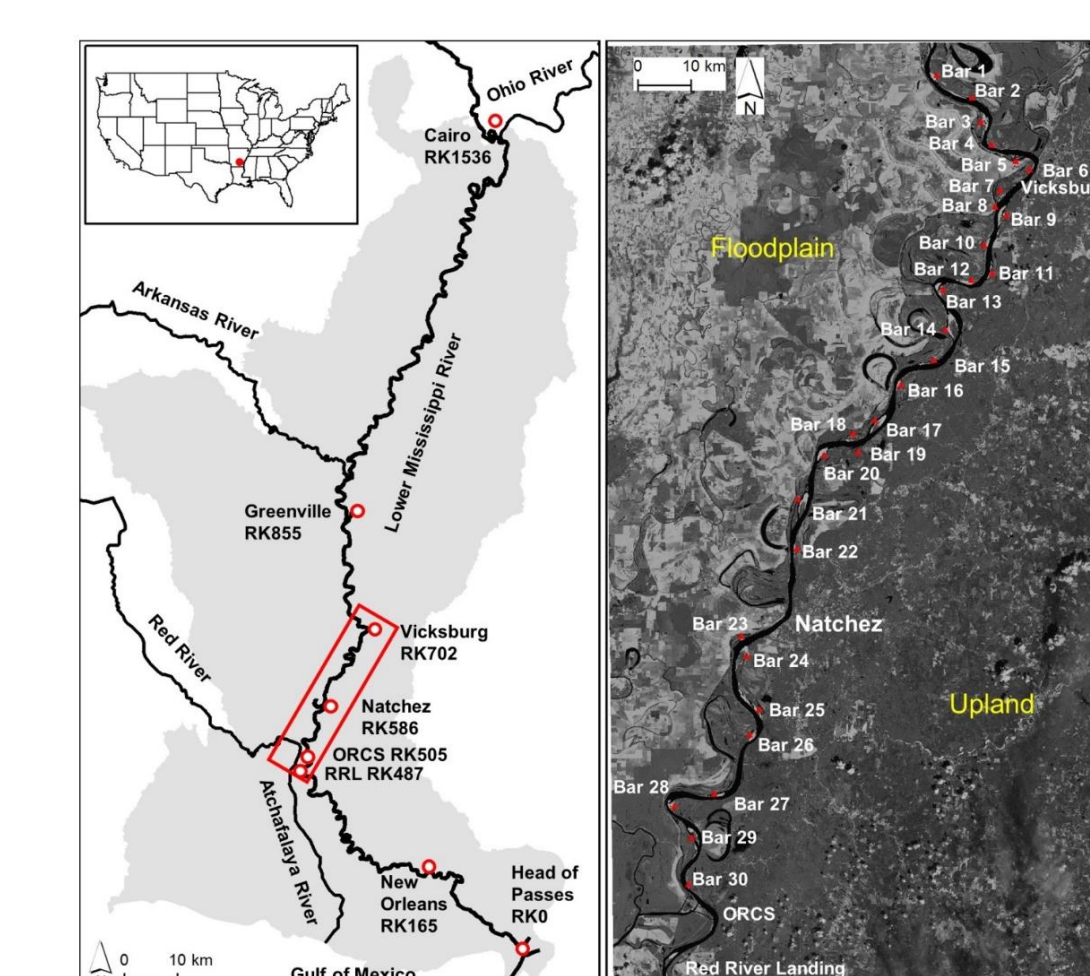 Ohio River
Cairo
RK1536
Arkansas River
Lower Mississippi River
Greenville
RK855
Red River
Vicksburg
RK702
Natchez
RK586
ORCS RK505
RRL RK487
Atchafalaya River
New
Orleans
RK165
Head of
Passes
RK0
0 10 km
Gulf of Mexico
0 10 km
N
Bar 1
Bar 2
Bar 3
Bar 4
Bar 5
Bar 6
Bar 7
Vicksbu
Bar 8
Bar 9
Floodplain
Bar 10
Bar 12
Bar 11
Bar 13
Bar 14
Bar 15
Bar 16
Bar 18
Bar 17
Bar 19
Bar 20
Bar 21
Bar 22
Bar 23
Natchez
Bar 24
Upland
Bar 25
Bar 26
Bar 28
Bar 27
Bar 29
Bar 30
ORCS
Red River Landing